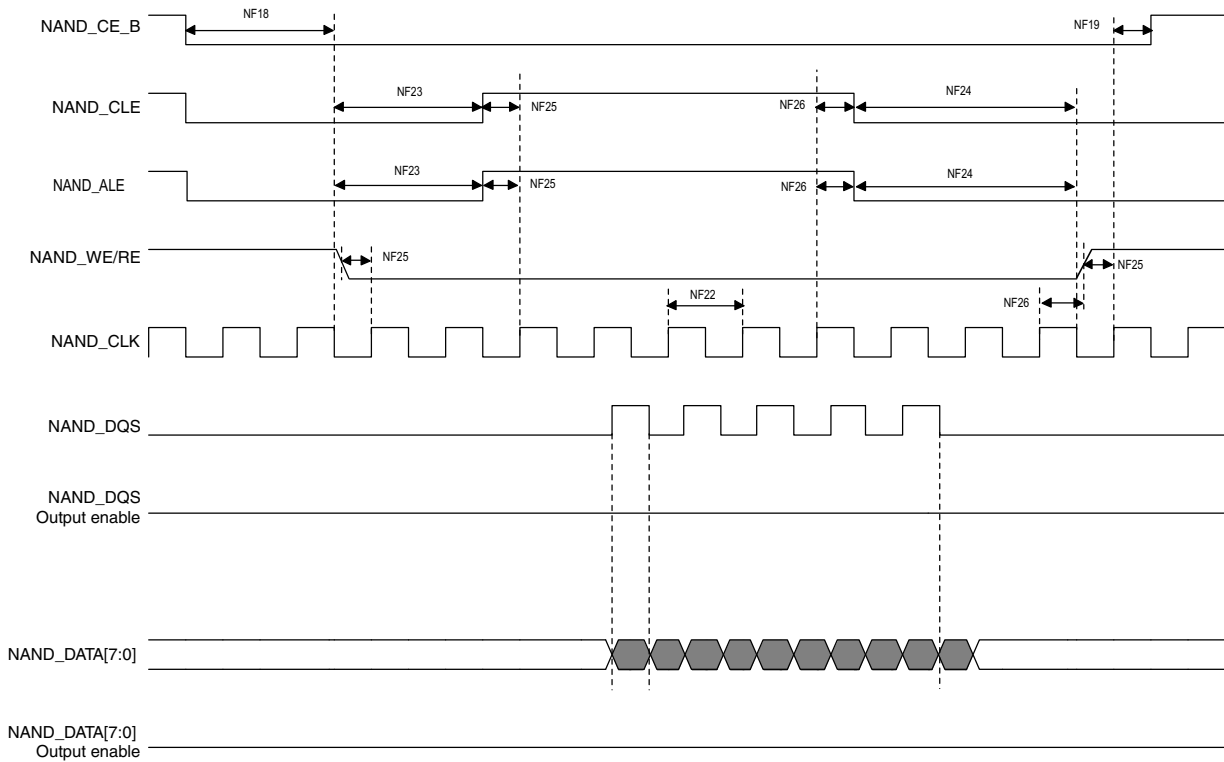 NAND_CE_B
NF18
NF19
NAND_CLE
NF23
NF25
NF26
NF24
NAND_ALE
NF23
NF25
NF26
NF24
NAND_WE/RE
NF25
NF25
NF22
NF26
NAND_CLK
NAND_DQS
NAND_DQS
Output enable
NAND_DATA[7:0]
NAND_DATA[7:0]
Output enable